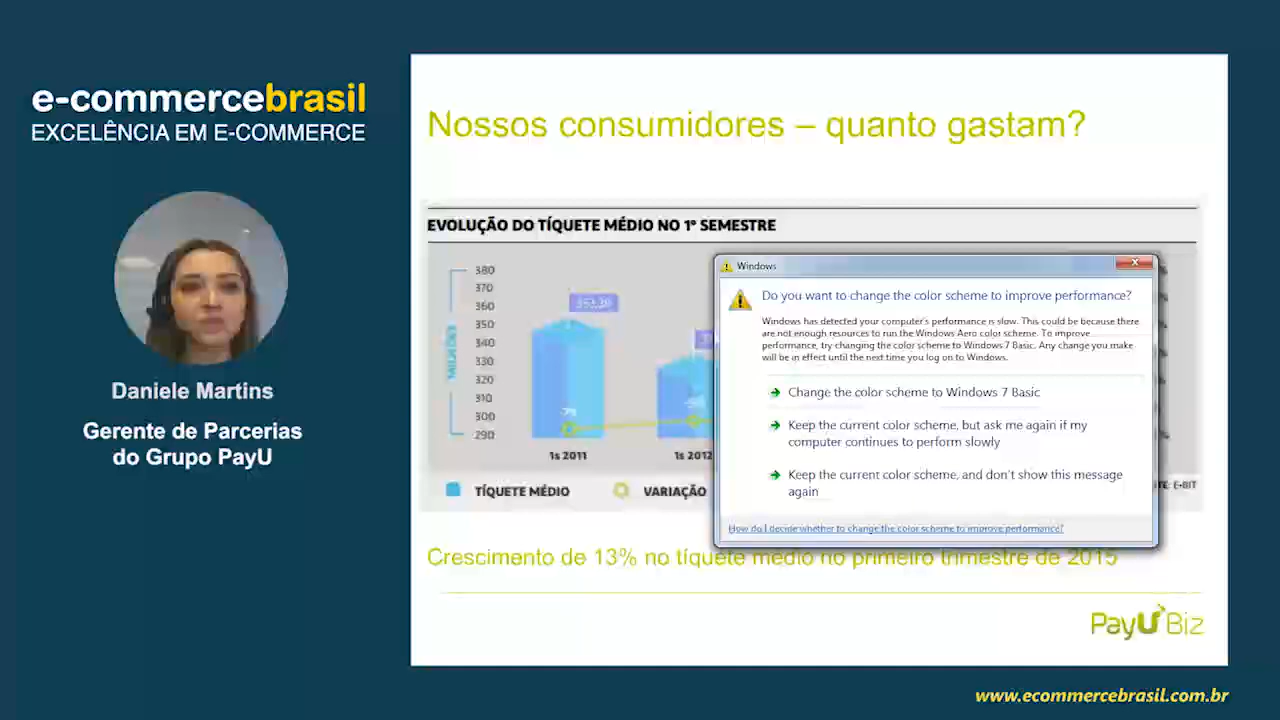 e-commercebrasil
EXCELÊNCIA EM E-COMMERCE
Daniele Martins
Gerente de Parcerias
do Grupo PayU
Nossos consumidores – quanto gastam?
EVOLUÇÃO DO TÍQUETE MÉDIO NO 1º SEMESTRE
380
370
360
350
340
330
320
310
300
290
1s 2011
1s 2012
TÍQUETE MÉDIO
VARIAÇÃO
E-BIT
Windows
Do you want to change the color scheme to improve performance?
Windows has detected your computer's performance is slow. This could be because there
are not enough resources to run the Windows Aero color scheme. To improve
performance, try changing the color scheme to Windows 7 Basic. Any change you make
will be in effect until the next time you log on to Windows.
Change the color scheme to Windows 7 Basic
Keep the current color scheme, but ask me again if my
computer continues to perform slowly
Keep the current color scheme, and don't show this message
again
How do I decide whether to change the color scheme to improve performance?
Crescimento de 13% no tíquete médio no primeiro trimestre de 2015
PayU Biz
www.ecommercebrasil.com.br